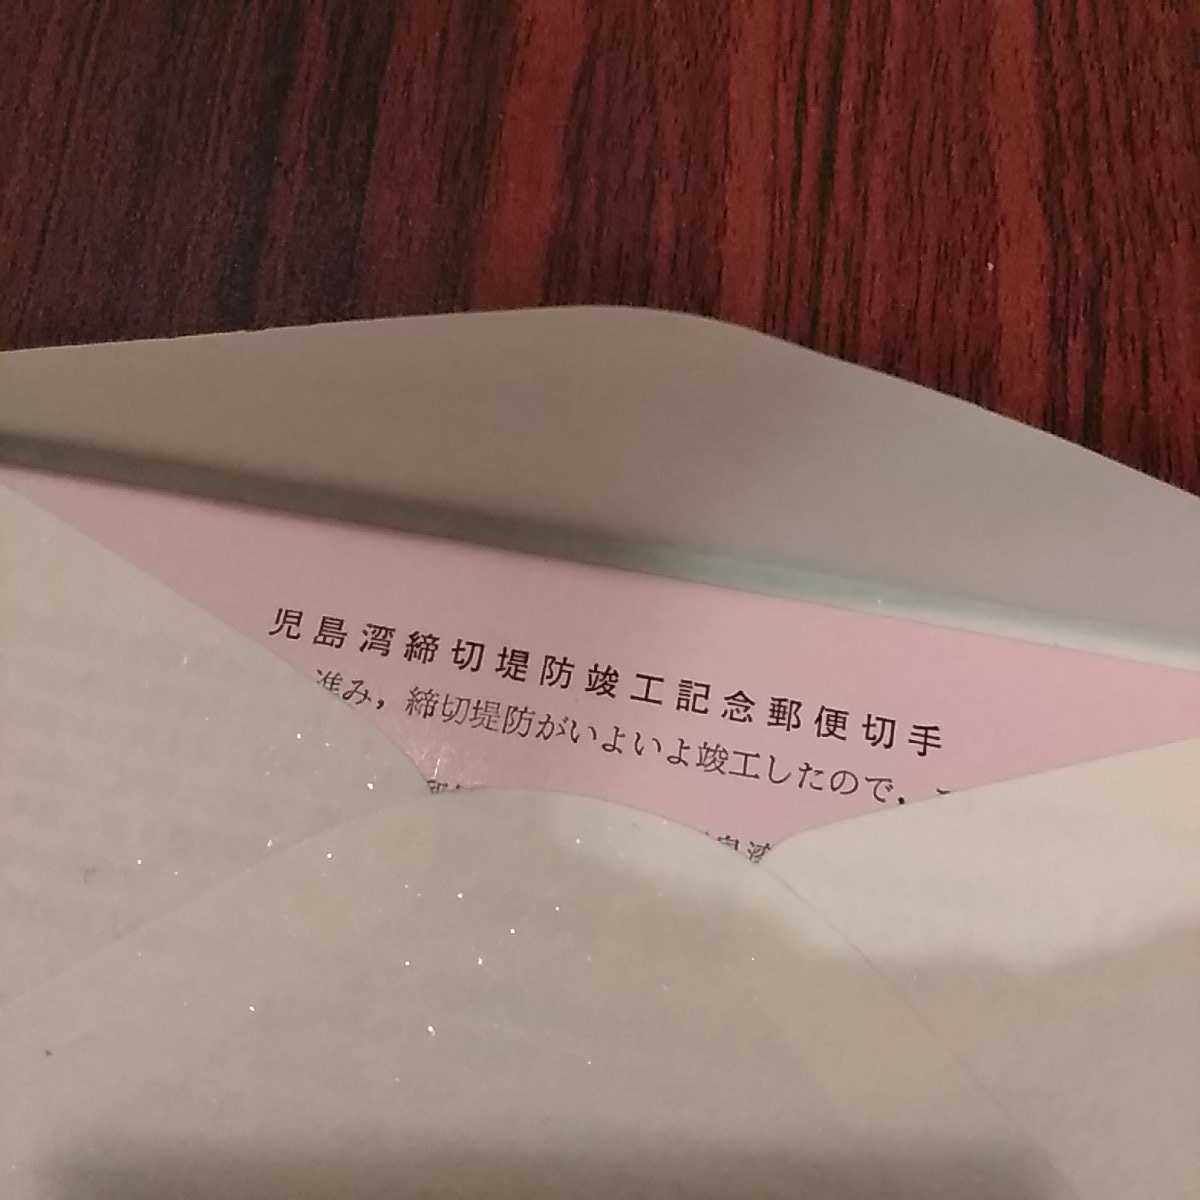 児島湾締切堤防竣工記念郵便切手
進み，締切堤防がいよいよ竣工したので，